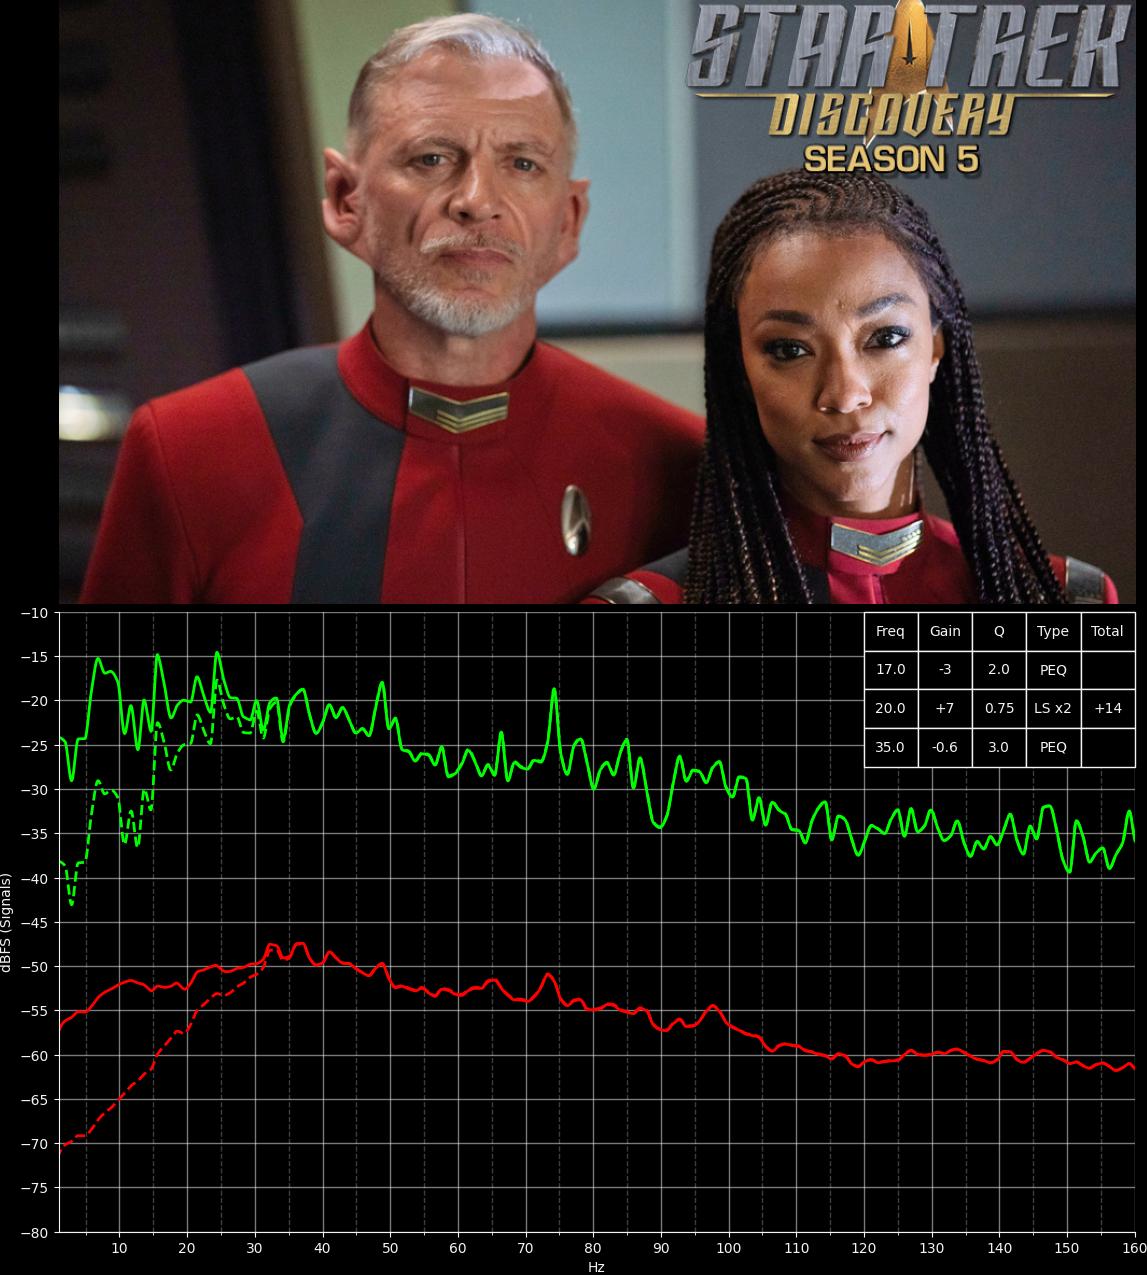 STAR TREK
DISCOVERY
SEASON 5
Freq Gain Q Type Total
17.0 -3 2.0 PEQ
20.0 +7 0.75 LS x2 +14
35.0 -0.6 3.0 PEQ
−10
−15
−20
−25
−30
−35
−40
−45
−50
−55
−60
−65
−70
−75
−80
dBFS (Signals)
10 20 30 40 50 60 70 80 90 100 110 120 130 140 150 160
Hz